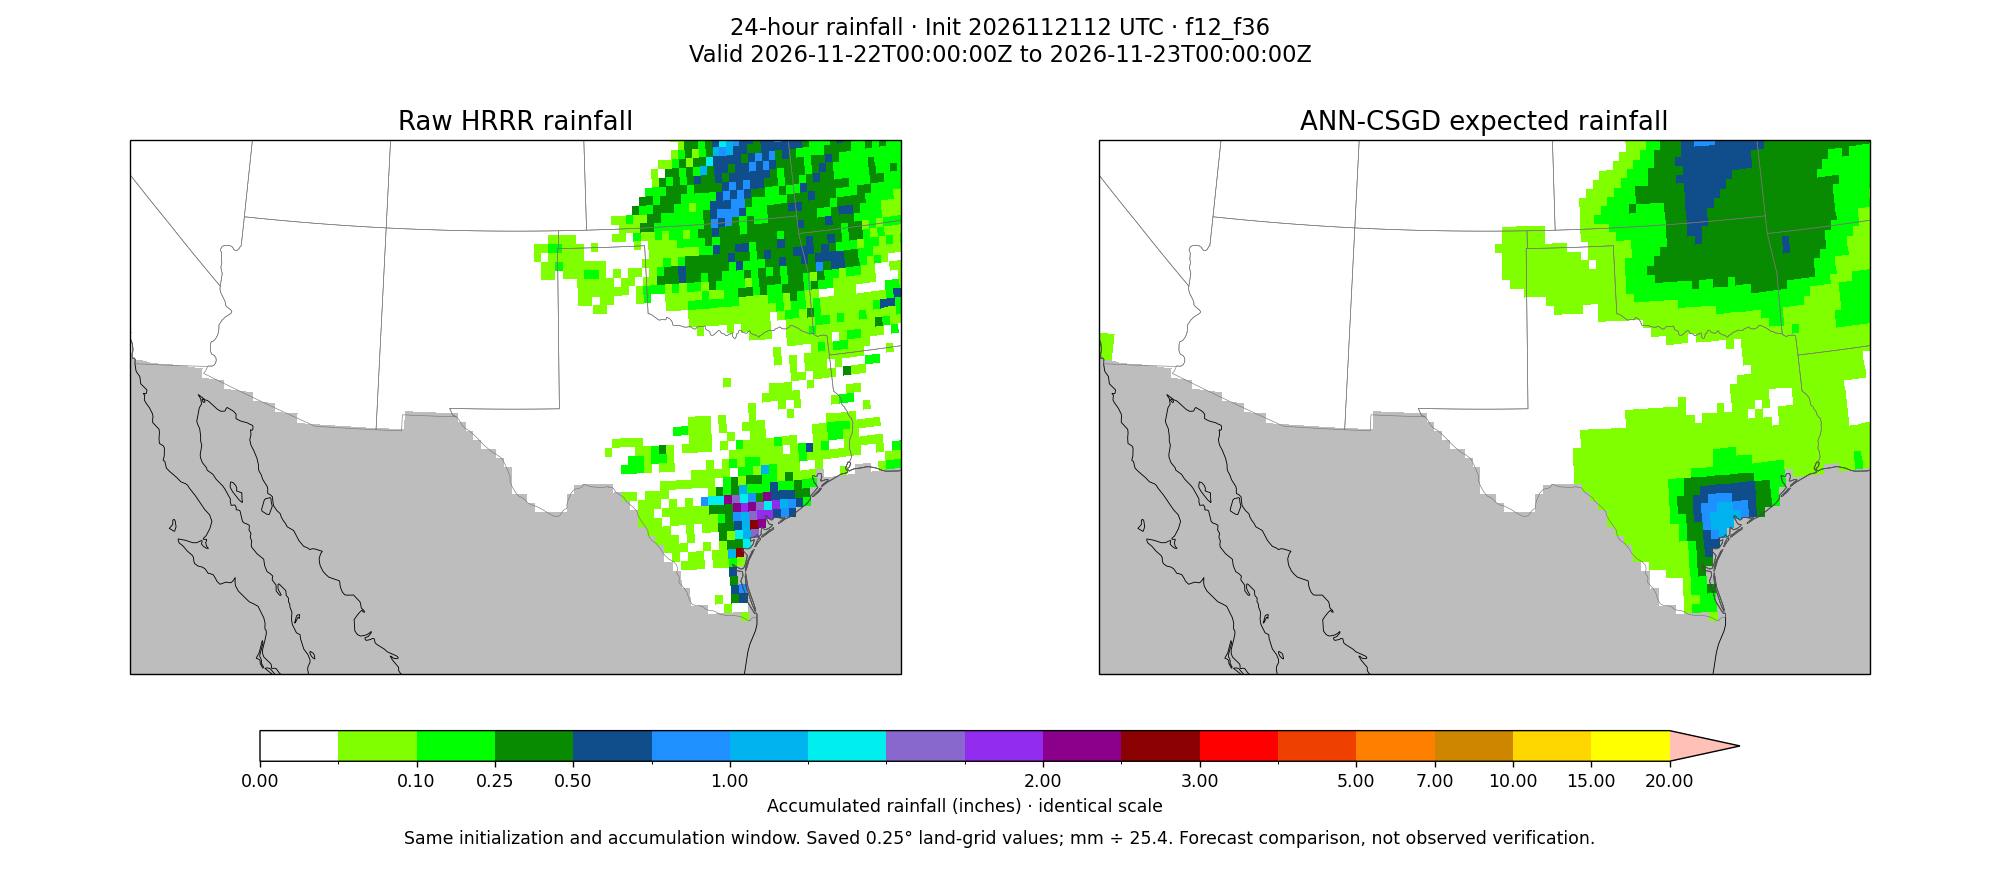 24-hour rainfall · Init 2026112112 UTC · f12_f36
Valid 2026-11-22T00:00:00Z to 2026-11-23T00:00:00Z
Raw HRRR rainfall
ANN-CSGD expected rainfall
0.00 0.10 0.25 0.50 1.00 2.00 3.00 5.00 7.00 10.00 15.00 20.00
Accumulated rainfall (inches) · identical scale
Same initialization and accumulation window. Saved 0.25° land-grid values; mm ÷ 25.4. Forecast comparison, not observed verification.